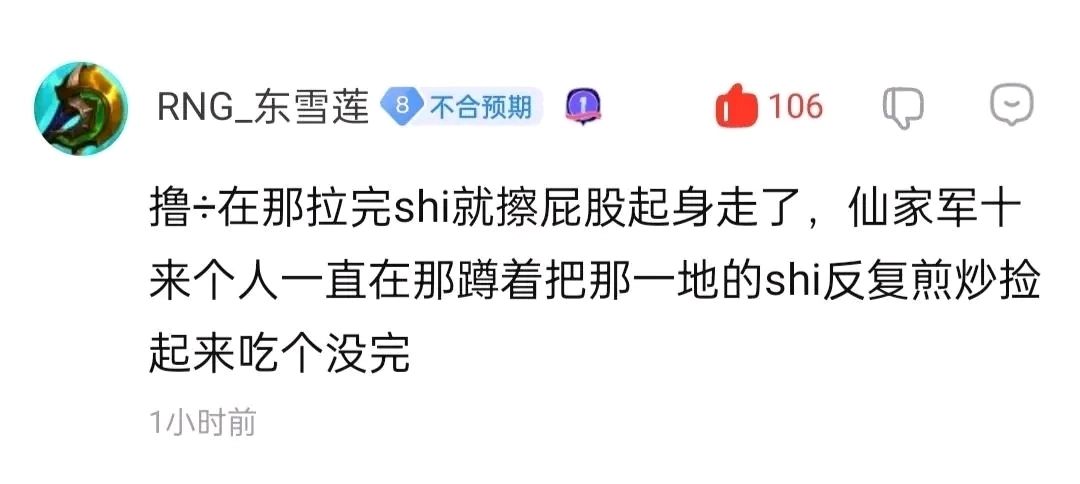 RNG_东雪莲 8 不合预期 1 106
撸÷在那拉完shi就擦屁股起身走了，仙家军十
来个人一直在那蹲着把那一地的shi反复煎炒捡
起来吃个没完
1小时前